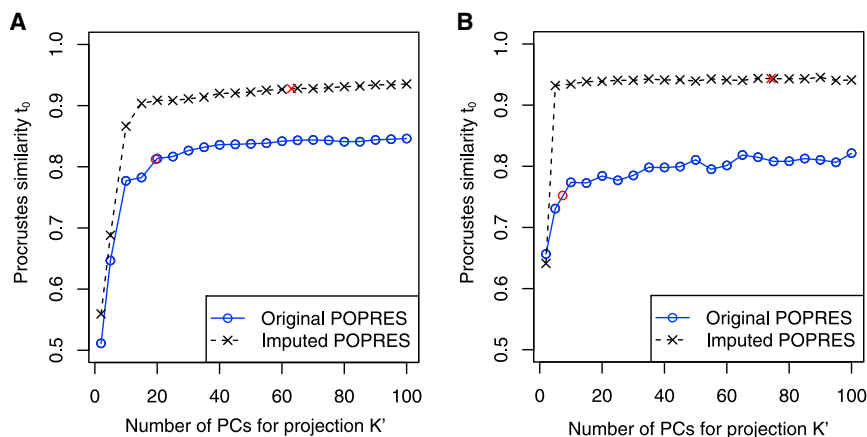 A
Procrustes similarity t0
1.0
0.9
0.8
0.7
0.6
0.5
Original POPRES
Imputed POPRES
0 20 40 60 80 100
Number of PCs for projection K'
B
Procrustes similarity t0
1.0
0.9
0.8
0.7
0.6
0.5
Original POPRES
Imputed POPRES
0 20 40 60 80 100
Number of PCs for projection K'